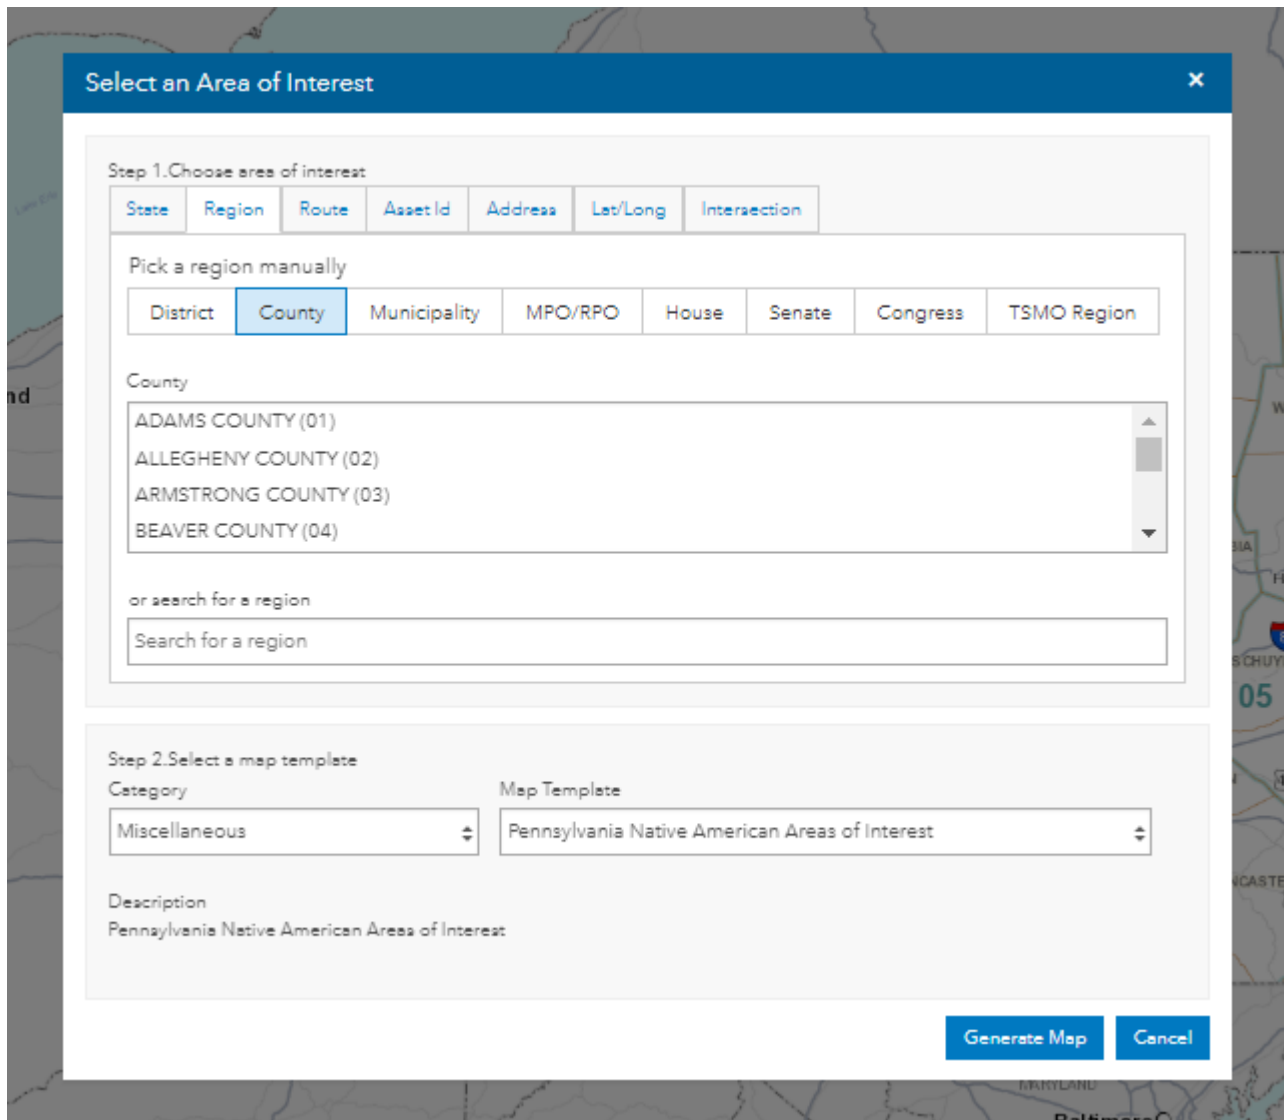 Select an Area of Interest ×
Step 1.Choose area of interest
State Region Route Asset Id Address Lat/Long Intersection
Pick a region manually
District County Municipality MPO/RPO House Senate Congress TSMO Region
County
ADAMS COUNTY (01)
ALLEGHENY COUNTY (02)
ARMSTRONG COUNTY (03)
BEAVER COUNTY (04)
or search for a region
Search for a region
Step 2.Select a map template
Category Map Template
Miscellaneous Pennsylvania Native American Areas of Interest
Description
Pennsylvania Native American Areas of Interest
Generate Map Cancel
nd
BIA
SCHUY
05
NCASTE
MARYLAND
Baltimore